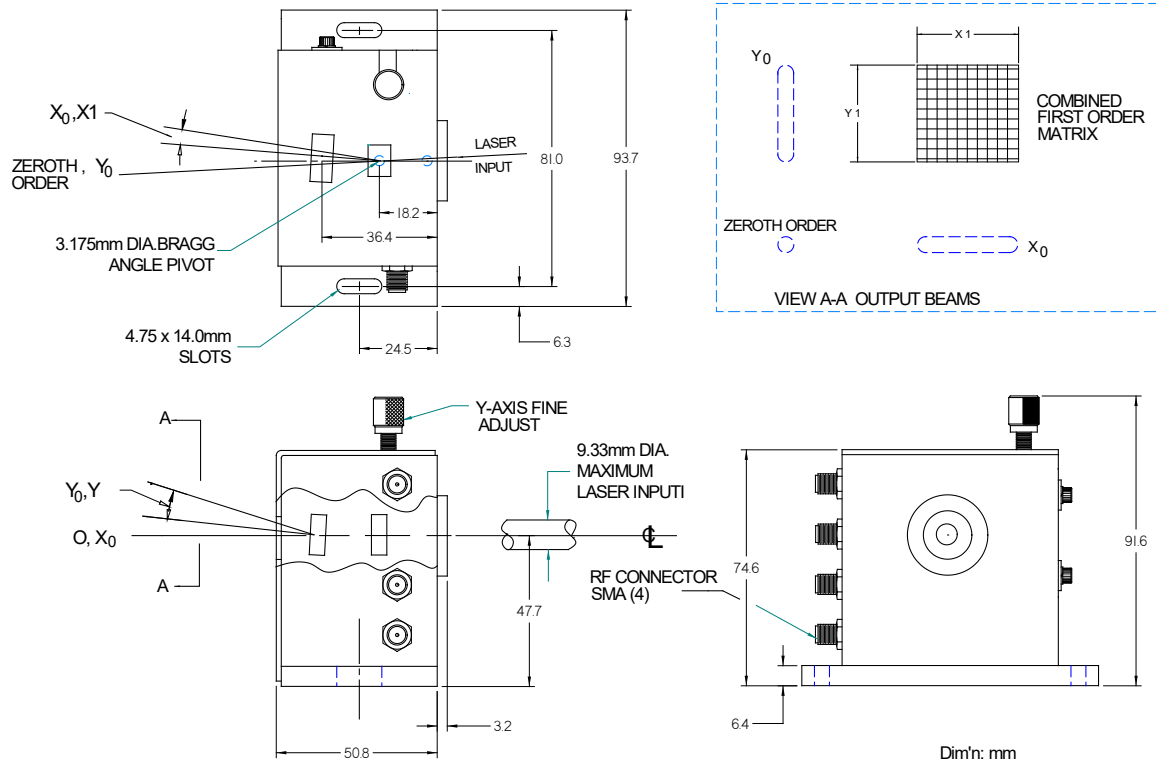 X0, X1
ZEROTH , Y0
ORDER
3.175mm DIA.BRAGG
ANGLE PIVOT
4.75 x 14.0mm
SLOTS
LASER
INPUT
18.2
36.4
24.5
81.0
93.7
6.3
X1
Y0
Y1
COMBINED
FIRST ORDER
MATRIX
ZEROTH ORDER
X0
VIEW A-A OUTPUT BEAMS
A
Y0,Y
O, X0
A
Y-AXIS FINE
ADJUST
9.33mm DIA.
MAXIMUM
LASER INPUTI
CL
47.7
3.2
50.8
RF CONNECTOR
SMA (4)
74.6
91.6
6.4
Dim'n: mm